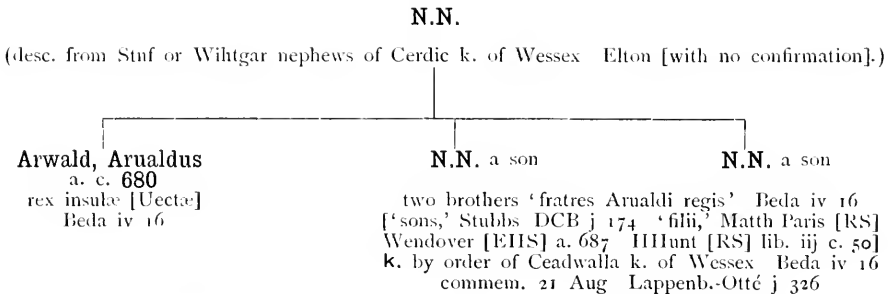 N.N.
(desc. from Stuf or Wihtgar nephews of Cerdic k. of Wessex Elton [with no confirmation].)
Arwald, Arualdus
a. c. 680
rex insulæ [Uectæ]
Beda iv 16
N.N. a son
N.N. a son
two brothers ‘fratres Arualdi regis’ Beda iv 16
[‘sons,’ Stubbs DCB j 174 ‘filii,’ Matth Paris [RS]
Wendover [EHS] a. 687 HHunt [RS] lib. iij c. 50]
k. by order of Ceadwalla k. of Wessex Beda iv 16
commem. 21 Aug Lappenb.-Otté j 326